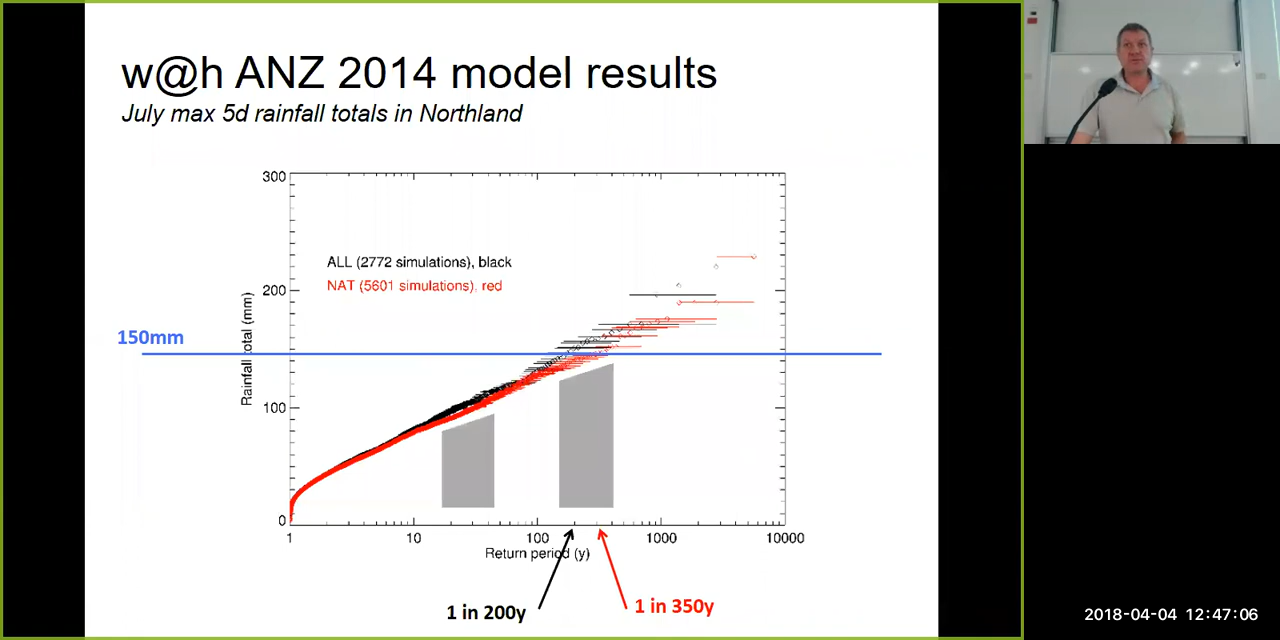 w@h ANZ 2014 model results
July max 5d rainfall totals in Northland
300
200
100
0
Rainfall total (mm)
ALL (2772 simulations), black
NAT (5601 simulations), red
150mm
1
10
100
1000
10000
Return period (y)
1 in 200y
1 in 350y
2018-04-04 12:47:06